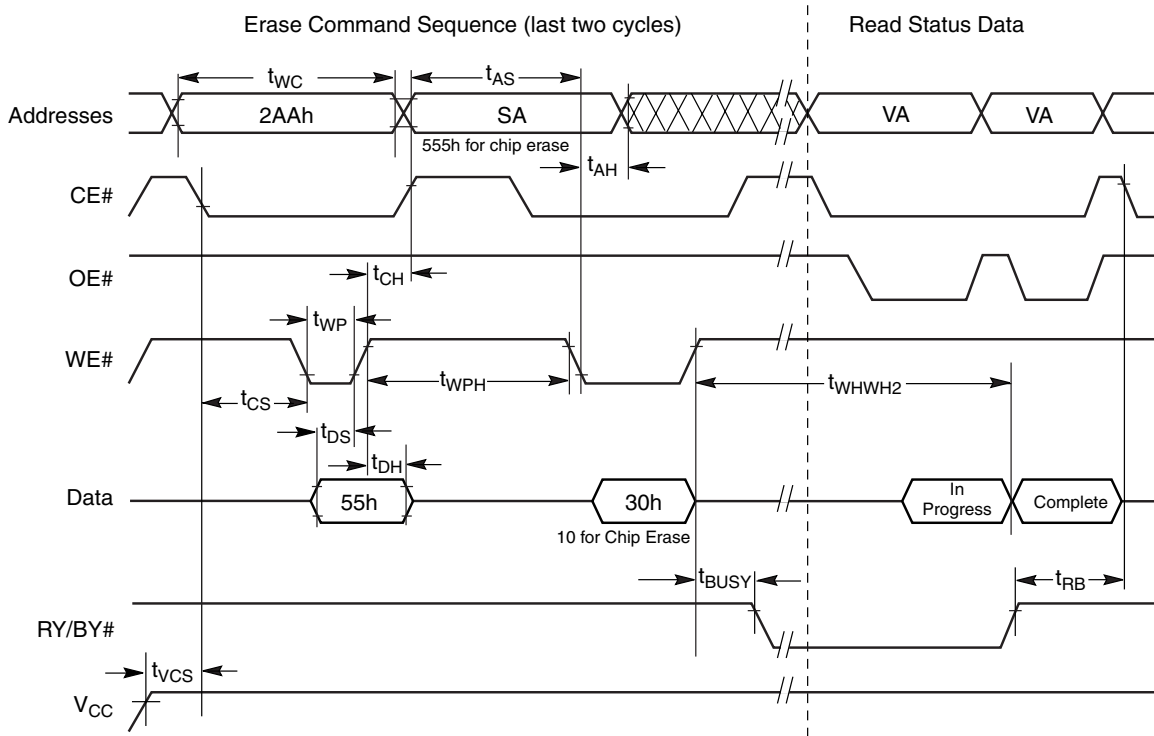 Erase Command Sequence (last two cycles)
Read Status Data
tWC
tAS
Addresses
2AAh
SA
VA
VA
555h for chip erase
tAH
CE#
OE#
tCH
tWP
WE#
tWPH
tWHWH2
tCS
tDS
tDH
Data
55h
30h
In
Progress
Complete
10 for Chip Erase
tBUSY
tRB
RY/BY#
tVCS
VCC